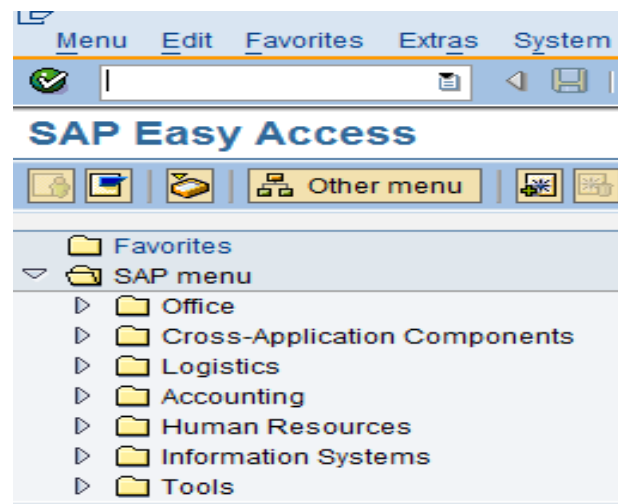 Menu Edit Favorites Extras System
SAP Easy Access
Other menu
Favorites
SAP menu
Office
Cross-Application Components
Logistics
Accounting
Human Resources
Information Systems
Tools